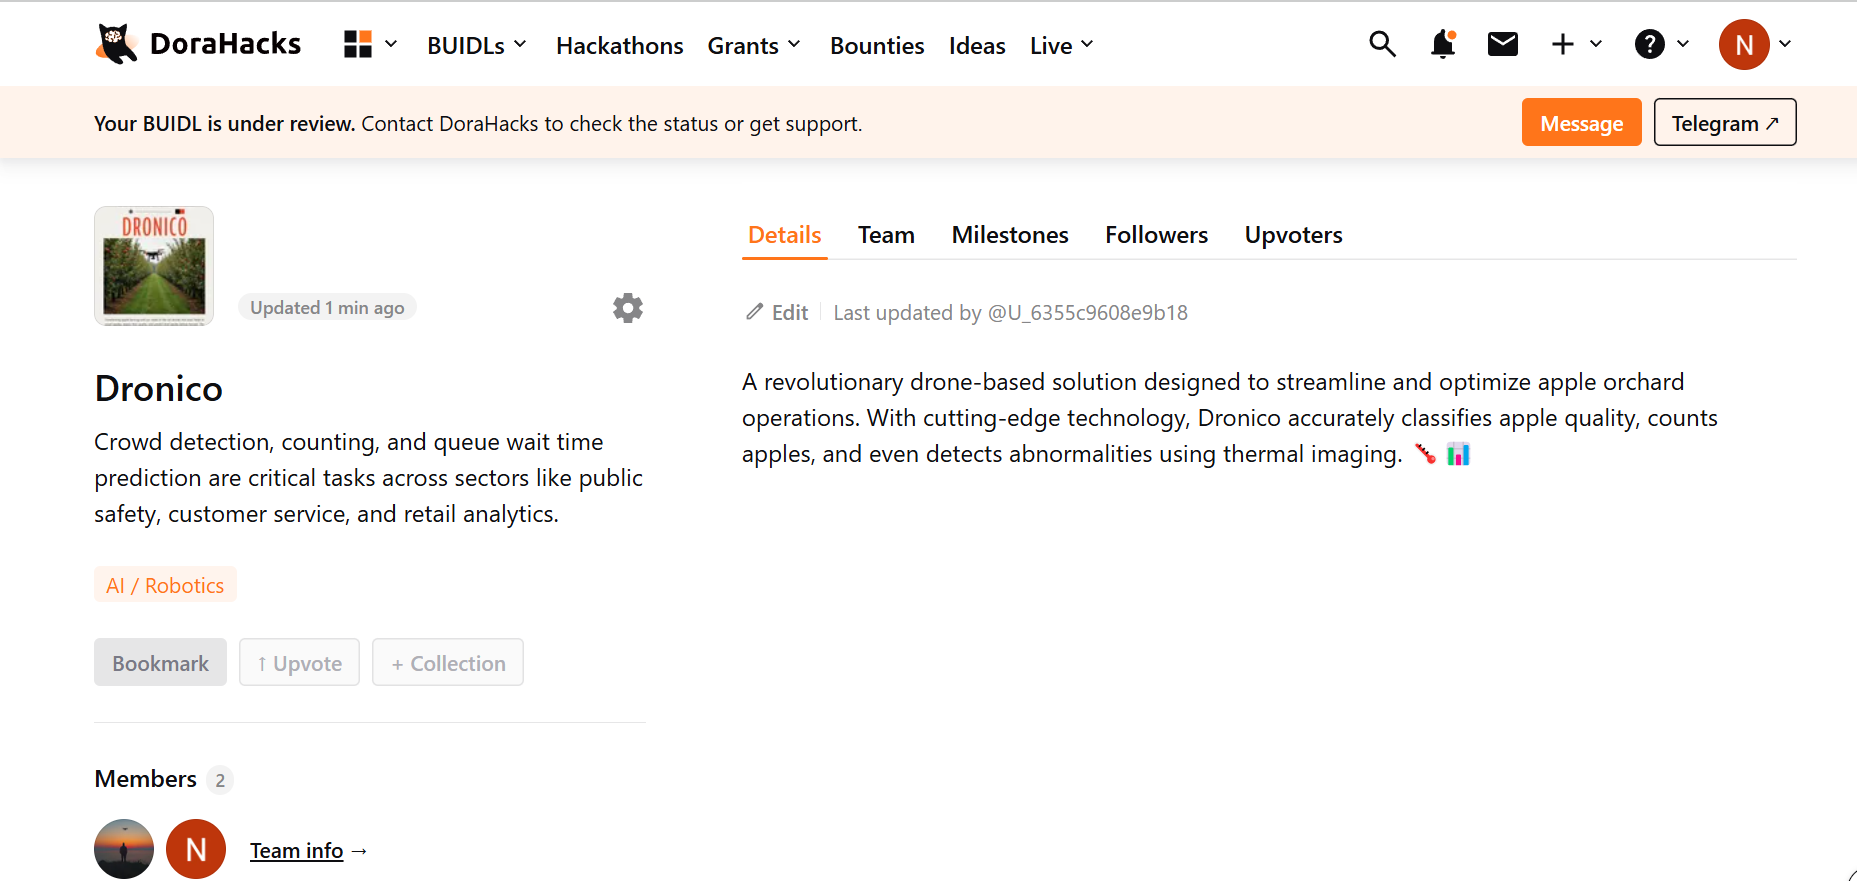 DoraHacks
BUIDLs
Hackathons
Grants
Bounties
Ideas
Live
?
N
Your BUIDL is under review. Contact DoraHacks to check the status or get support.
Message
Telegram ↗
DRONICO
Updated 1 min ago
Dronico
Crowd detection, counting, and queue wait time
prediction are critical tasks across sectors like public
safety, customer service, and retail analytics.
AI / Robotics
Bookmark
↑ Upvote
+ Collection
Members 2
N
Team info →
Details
Team
Milestones
Followers
Upvoters
Edit
Last updated by @U_6355c9608e9b18
A revolutionary drone-based solution designed to streamline and optimize apple orchard
operations. With cutting-edge technology, Dronico accurately classifies apple quality, counts
apples, and even detects abnormalities using thermal imaging. 🌡️ 📊